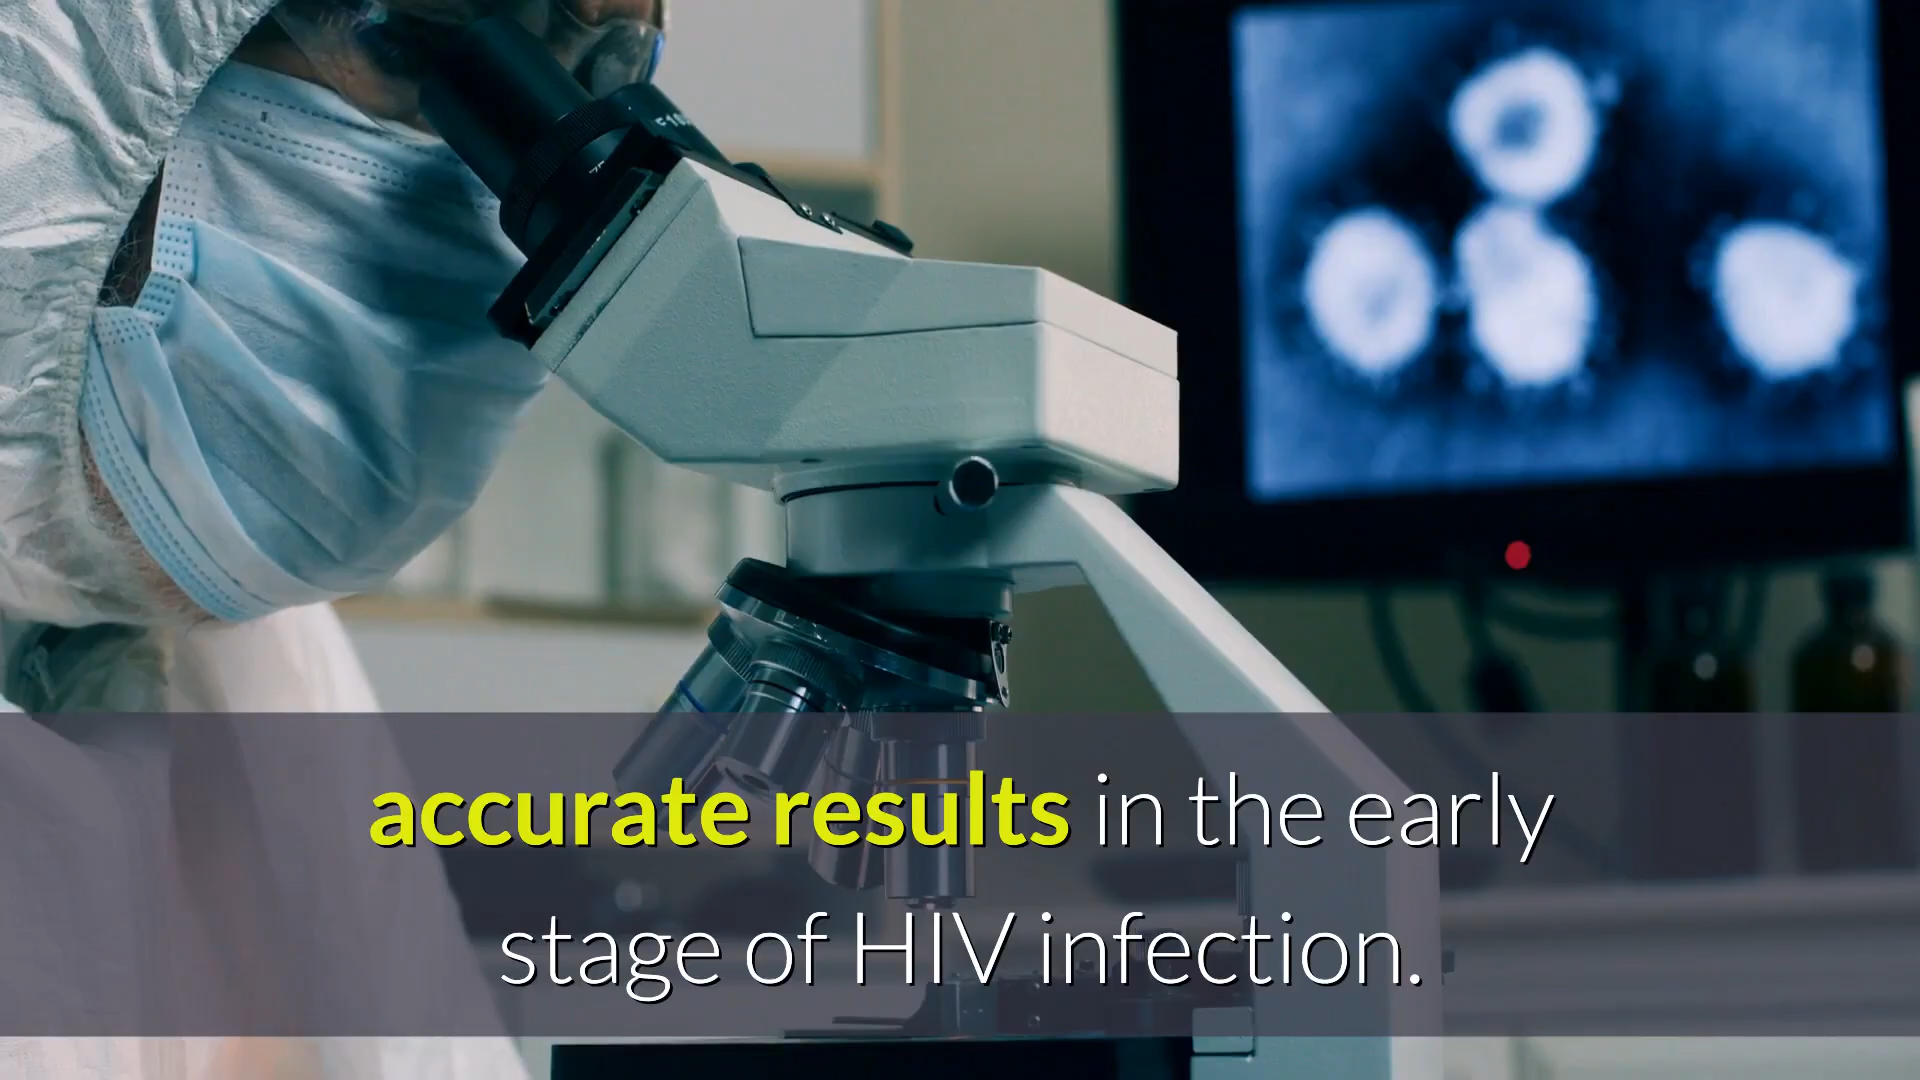 accurate results in the early
stage of HIV infection.